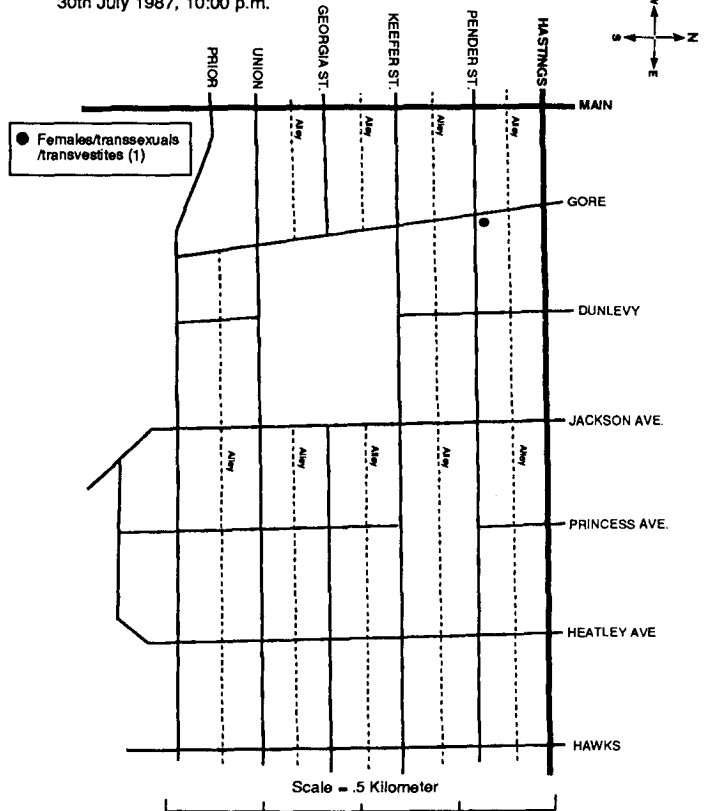 30th July 1987, 10:00 p.m.
N
S
E
PRIOR
UNION
GEORGIA ST.
KEEFER ST.
PENDER ST.
HASTINGS
MAIN
Females/transsexuals
/transvestites (1)
Alley
Alley
Alley
Alley
GORE
DUNLEVY
JACKSON AVE.
Alley
Alley
Alley
Alley
Alley
PRINCESS AVE.
HEATLEY AVE
HAWKS
Scale = .5 Kilometer